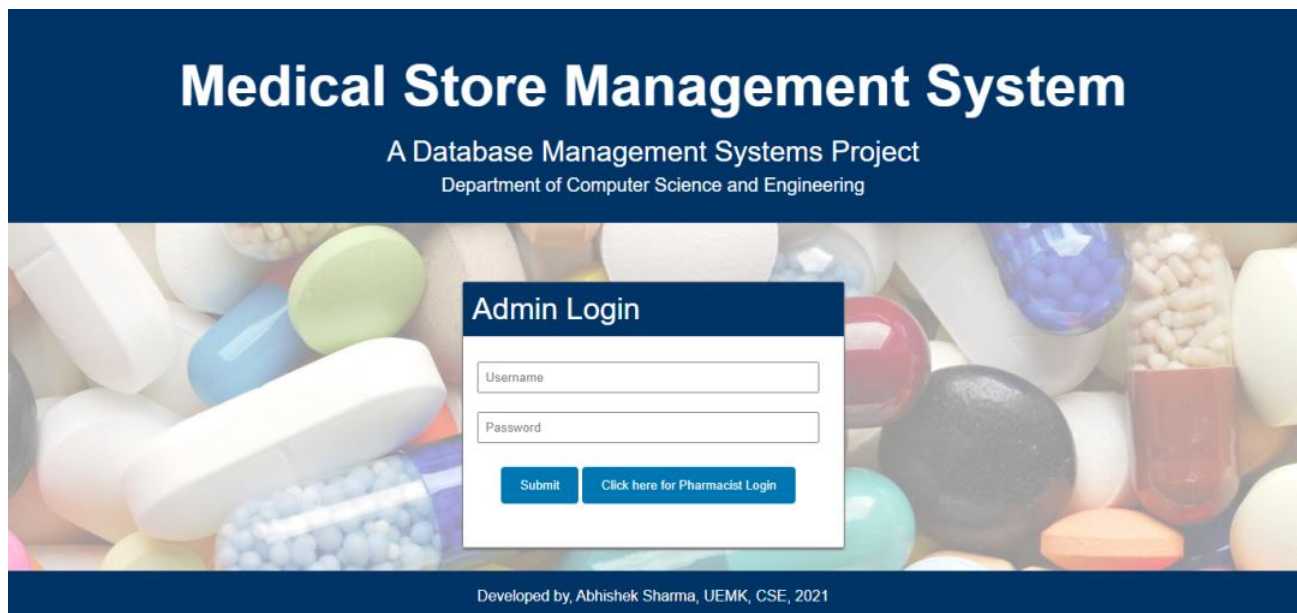 Medical Store Management System
A Database Management Systems Project
Department of Computer Science and Engineering
Admin Login
Username
Password
Submit
Click here for Pharmacist Login
Developed by, Abhishek Sharma, UEMK, CSE, 2021